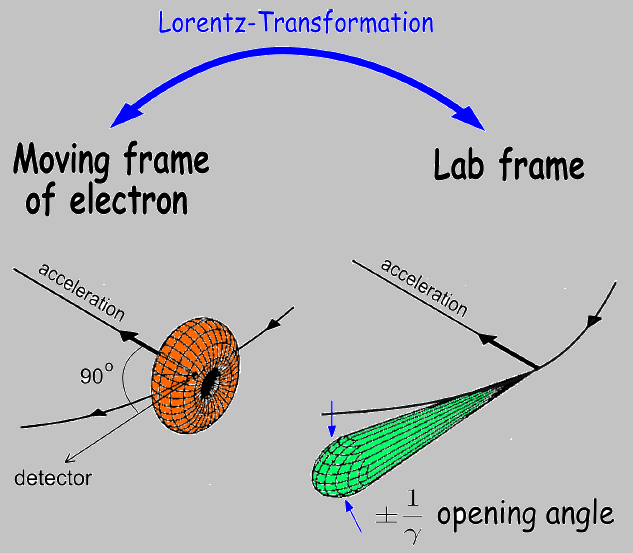 Lorentz-Transformation
Moving frame
of electron
Lab frame
acceleration
90°
detector
acceleration
± 1/γ opening angle